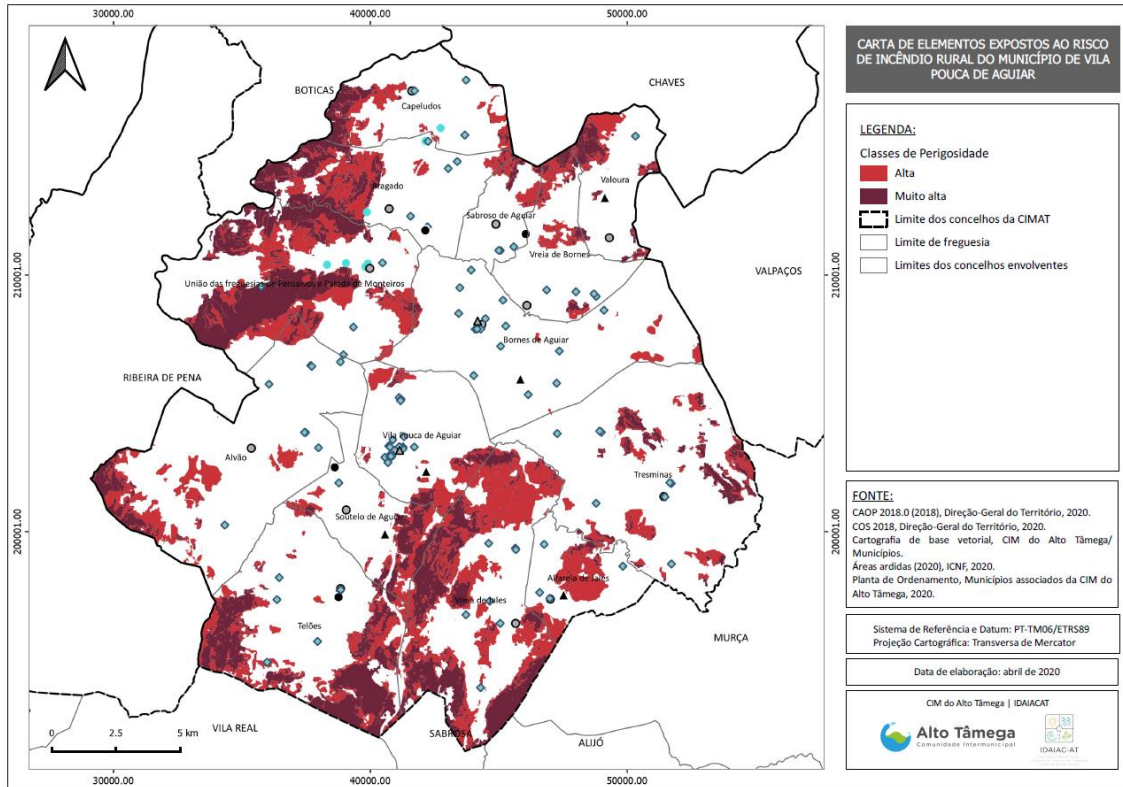 30000.00
40000.00
50000.00
CARTA DE ELEMENTOS EXPOSTOS AO RISCO
DE INCÊNDIO RURAL DO MUNICÍPIO DE VILA
POUCA DE AGUIAR
LEGENDA:
Classes de Perigosidade
Alta
Muito alta
Limite dos concelhos da CIMAT
Limite de freguesia
Limites dos concelhos envolventes
FONTE:
CAOP 2018.0 (2018), Direção-Geral do Território, 2020.
COS 2018, Direção-Geral do Território, 2020.
Cartografia de base vetorial, CIM do Alto Tâmega/
Municípios.
Áreas ardidas (2020), ICNF, 2020.
Planta de Ordenamento, Municípios associados da CIM do
Alto Tâmega, 2020.
Sistema de Referência e Datum: PT-TM06/ETRS89
Projeção Cartográfica: Transversa de Mercator
Data de elaboração: abril de 2020
CIM do Alto Tâmega | IDAIACAT
Alto Tâmega
Comunidade Intermunicipal
IDAIAC-AT
CHAVES
BOTICAS
Capeludos
Valoura
Bragado
Sabroso de Aguiar
Vreia de Bornes
VALPAÇOS
210001.00
210001.00
União das freguesias de Pensalvos e Parada de Monteiros
Bornes de Aguiar
RIBEIRA DE PENA
Vila Pouca de Aguiar
Alvão
Tresminas
Soutelo de Aguiar
200001.00
200001.00
Alfarela de Jales
Vreia de Jales
Telões
MURÇA
VILA REAL
SABROSA
ALIJÓ
0 2.5 5 km
30000.00
40000.00
50000.00